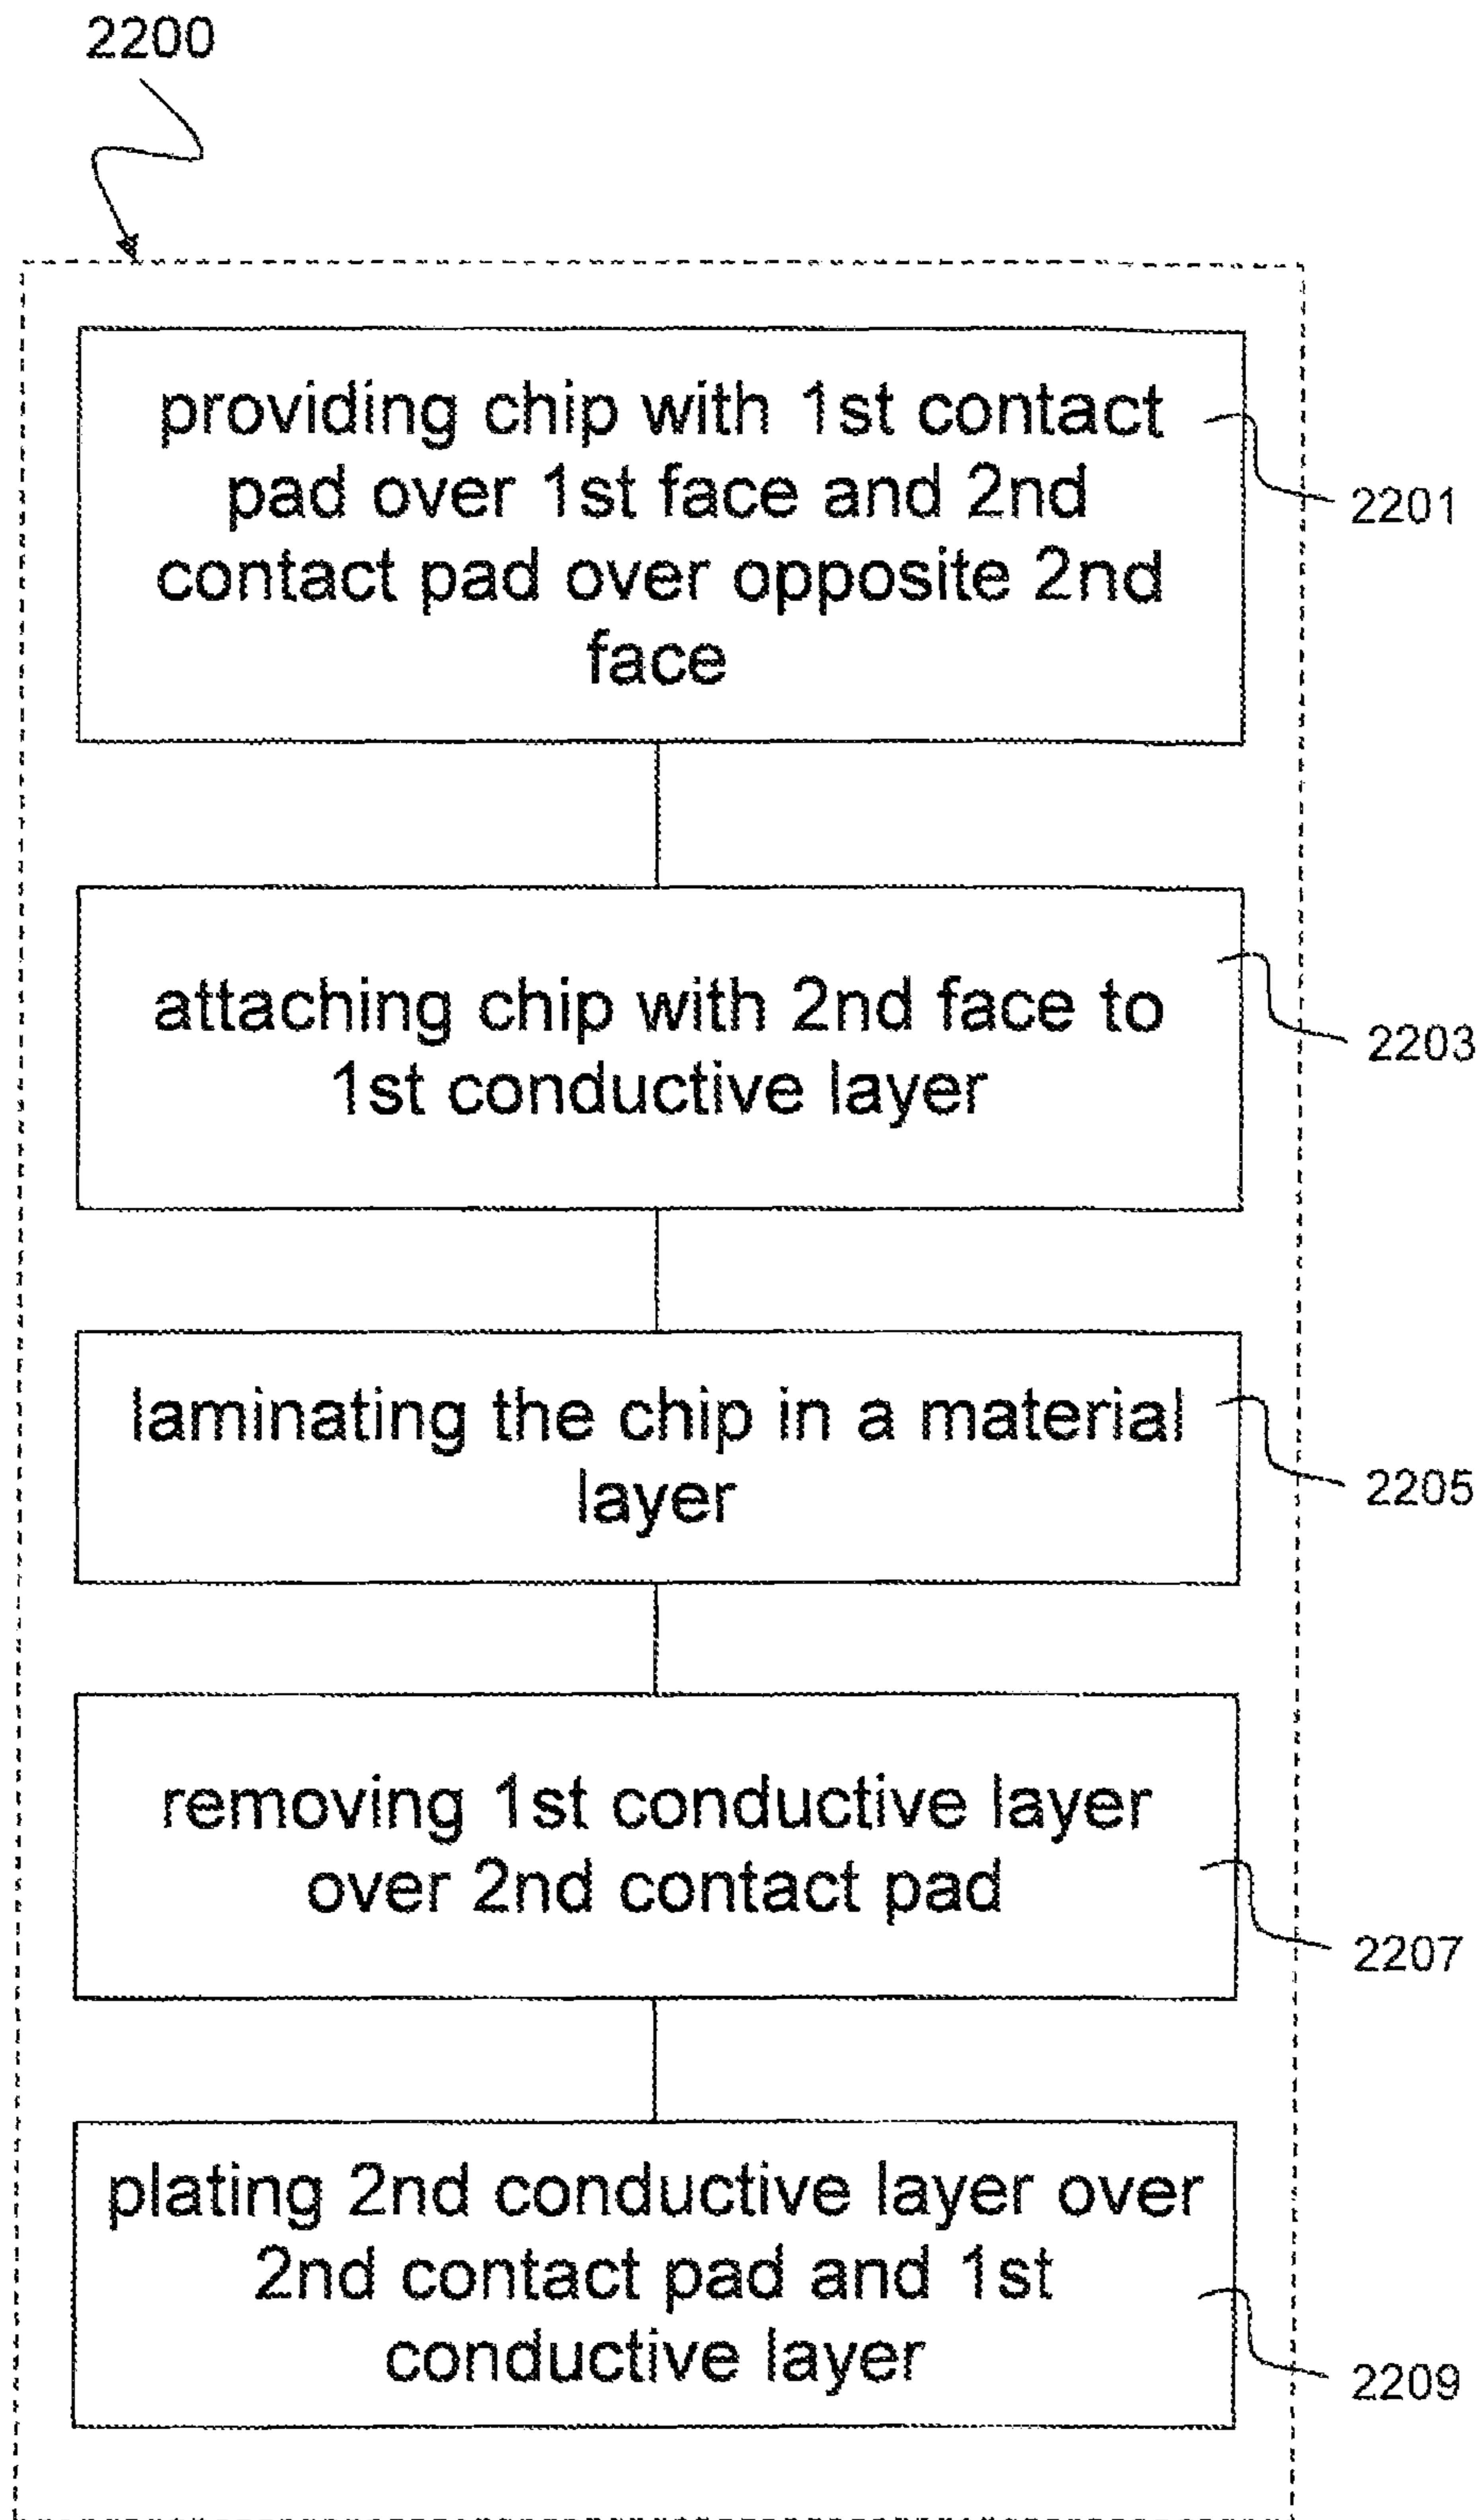 2200
providing chip with 1st contact
pad over 1st face and 2nd
contact pad over opposite 2nd
face
2201
attaching chip with 2nd face to
1st conductive layer
2203
laminating the chip in a material
layer
2205
removing 1st conductive layer
over 2nd contact pad
2207
plating 2nd conductive layer over
2nd contact pad and 1st
conductive layer
2209